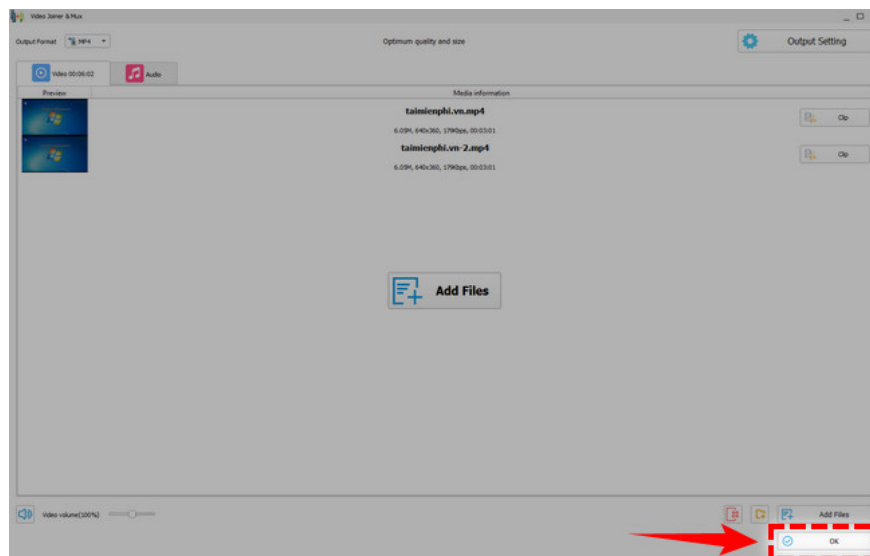 Video Joiner & Mux
Output Format MP4
Optimum quality and size
Output Setting
Video 00:06:02
Audio
Preview
Media information
taimienphi.vn.mp4
6.05M, 640x360, 179Kbps, 00:03:01
Clip
taimienphi.vn-2.mp4
6.05M, 640x360, 179Kbps, 00:03:01
Clip
Add Files
Video volume(100%)
Add Files
OK